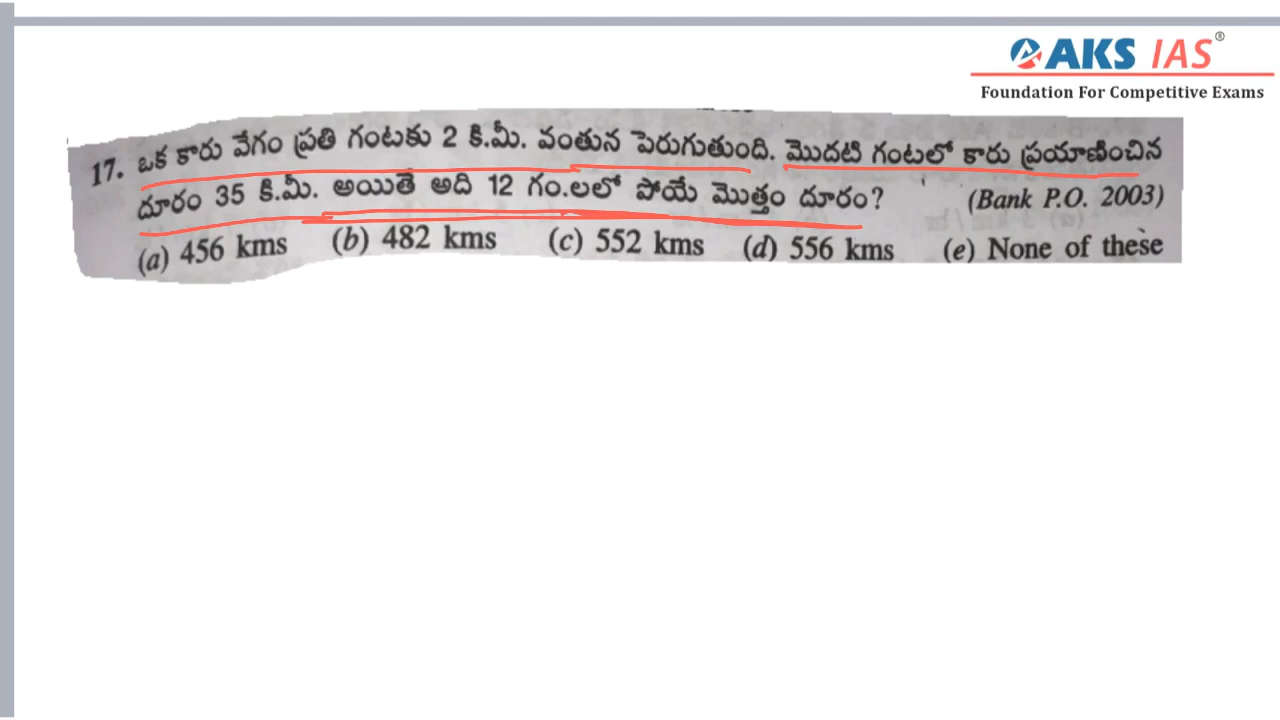 AKS IAS®
Foundation For Competitive Exams
17. ఒక కారు వేగం ప్రతి గంటకు 2 కి.మీ. వంతున పెరుగుతుంది. మొదటి గంటలో కారు ప్రయాణించిన
దూరం 35 కి.మీ. అయితే అది 12 గం.లలో పోయే మొత్తం దూరం? (Bank P.O. 2003)
(a) 456 kms (b) 482 kms (c) 552 kms (d) 556 kms (e) None of these